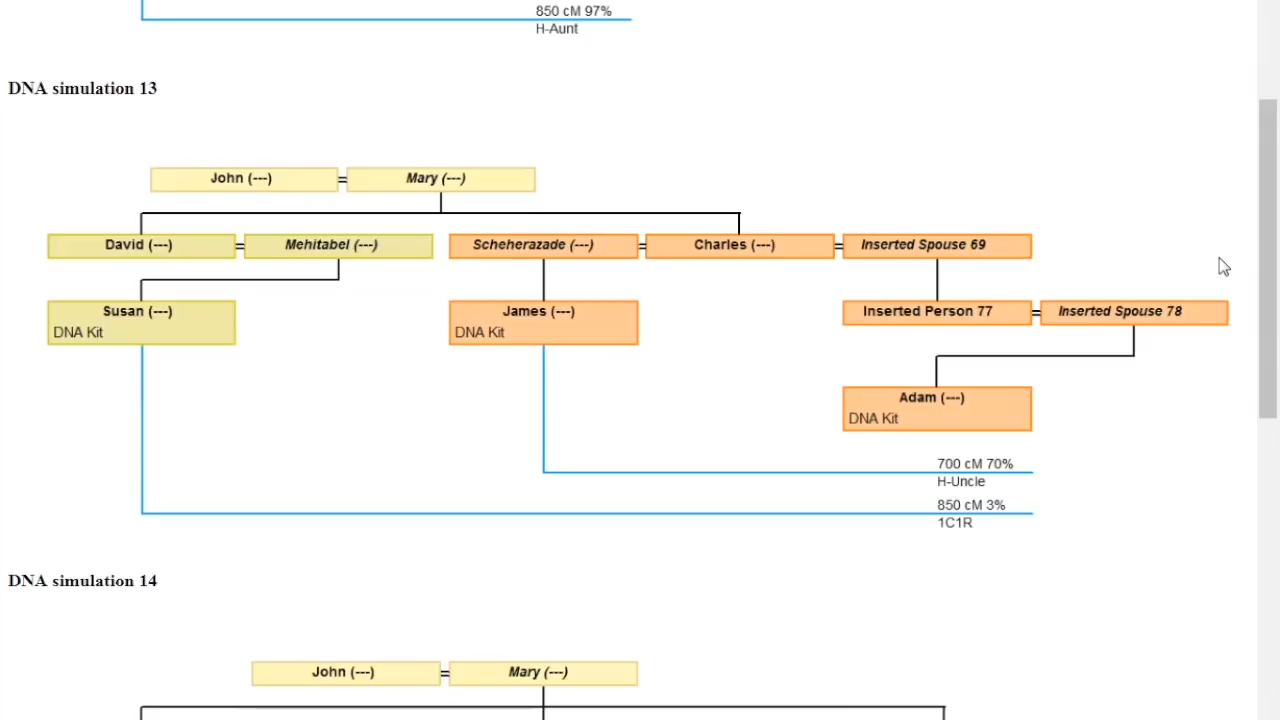 850 cM 97%
H-Aunt
DNA simulation 13
John (---) = Mary (---)
David (---) = Mehitabel (---) Scheherazade (---) = Charles (---) = Inserted Spouse 69
Susan (---) James (---) Inserted Person 77 = Inserted Spouse 78
DNA Kit DNA Kit
Adam (---)
DNA Kit
700 cM 70%
H-Uncle
850 cM 3%
1C1R
DNA simulation 14
John (---) = Mary (---)